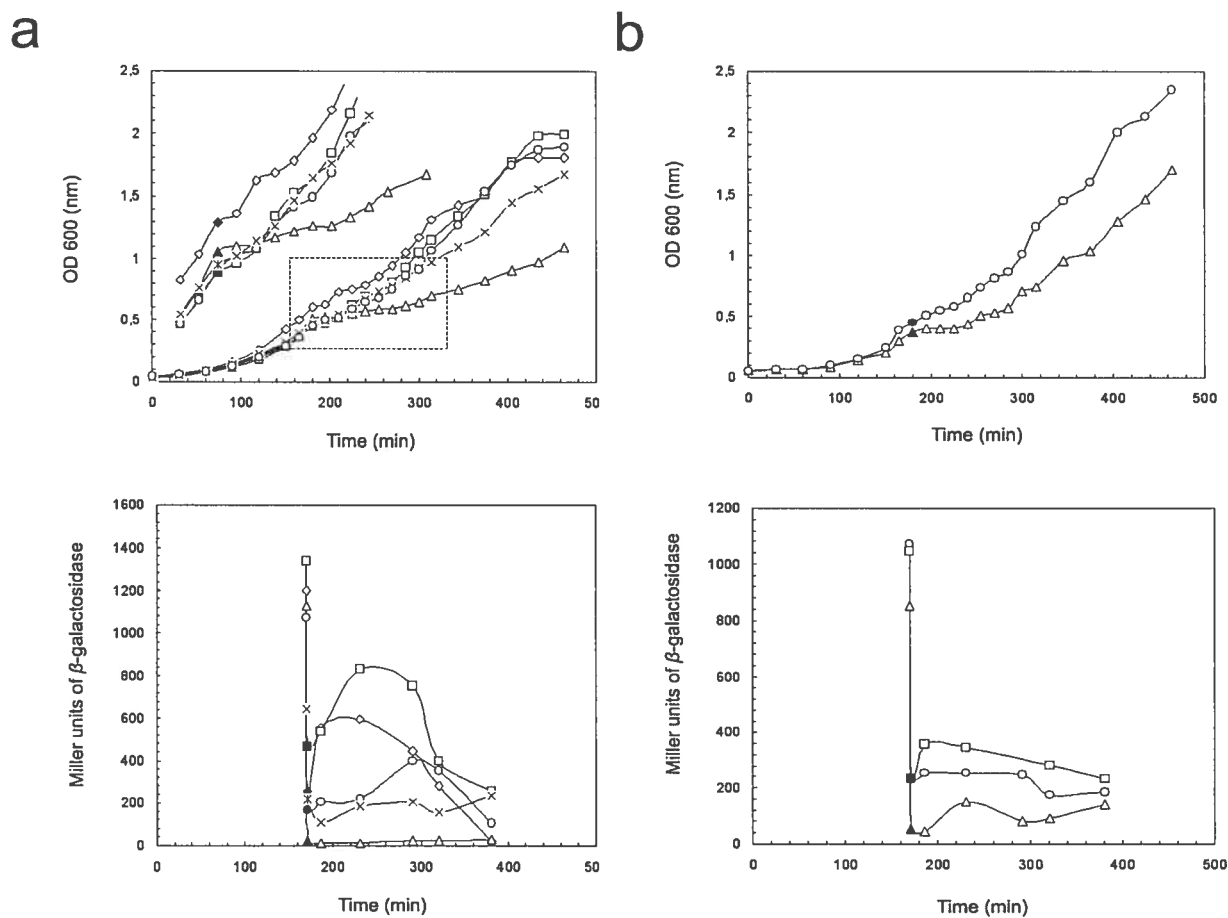 a
b
2,5
2
1,5
1
0,5
0
OD 600 (nm)
0 100 200 300 400 50
Time (min)
2,5
2
1,5
1
0,5
0
OD 600 (nm)
0 100 200 300 400 500
Time (min)
1600
1400
1200
1000
800
600
400
200
0
Miller units of β-galactosidase
0 100 200 300 400 50
Time (min)
1200
1000
800
600
400
200
0
Miller units of β-galactosidase
0 100 200 300 400 500
Time (min)